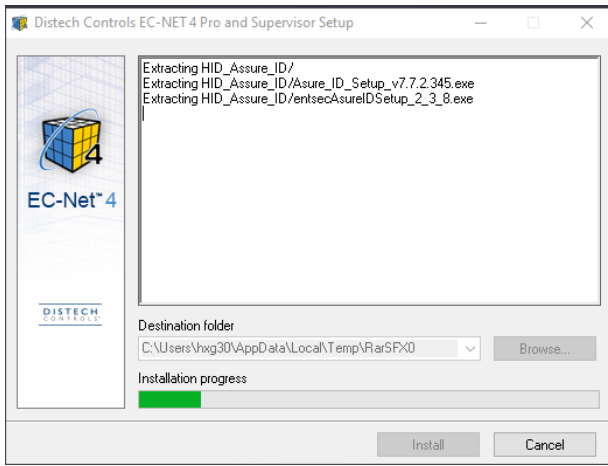 Distech Controls EC-NET 4 Pro and Supervisor Setup
Extracting HID_Assure_ID/
Extracting HID_Assure_ID/Asure_ID_Setup_v7.7.2.345.exe
Extracting HID_Assure_ID/entsecAsureIDSetup_2_3_8.exe
4
EC-Net™4
DISTECH
CONTROLS™
Destination folder
C:\Users\hxg30\AppData\Local\Temp\RarSFX0
Browse...
Installation progress
Install
Cancel